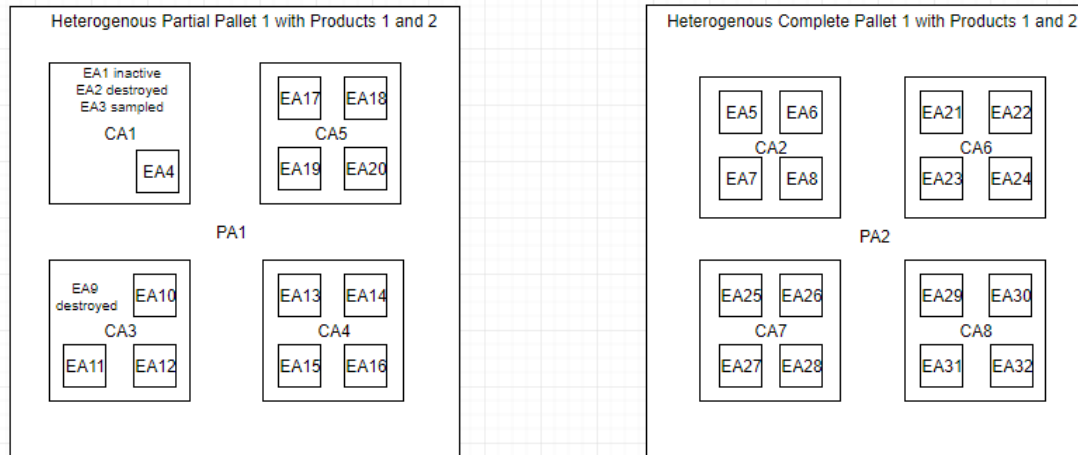 Heterogenous Partial Pallet 1 with Products 1 and 2
EA1 inactive
EA2 destroyed
EA3 sampled
CA1
EA4
EA17 EA18
CA5
EA19 EA20
PA1
EA9
destroyed
EA10
CA3
EA11 EA12
EA13 EA14
CA4
EA15 EA16
Heterogenous Complete Pallet 1 with Products 1 and 2
EA5 EA6
CA2
EA7 EA8
EA21 EA22
CA6
EA23 EA24
PA2
EA25 EA26
CA7
EA27 EA28
EA29 EA30
CA8
EA31 EA32